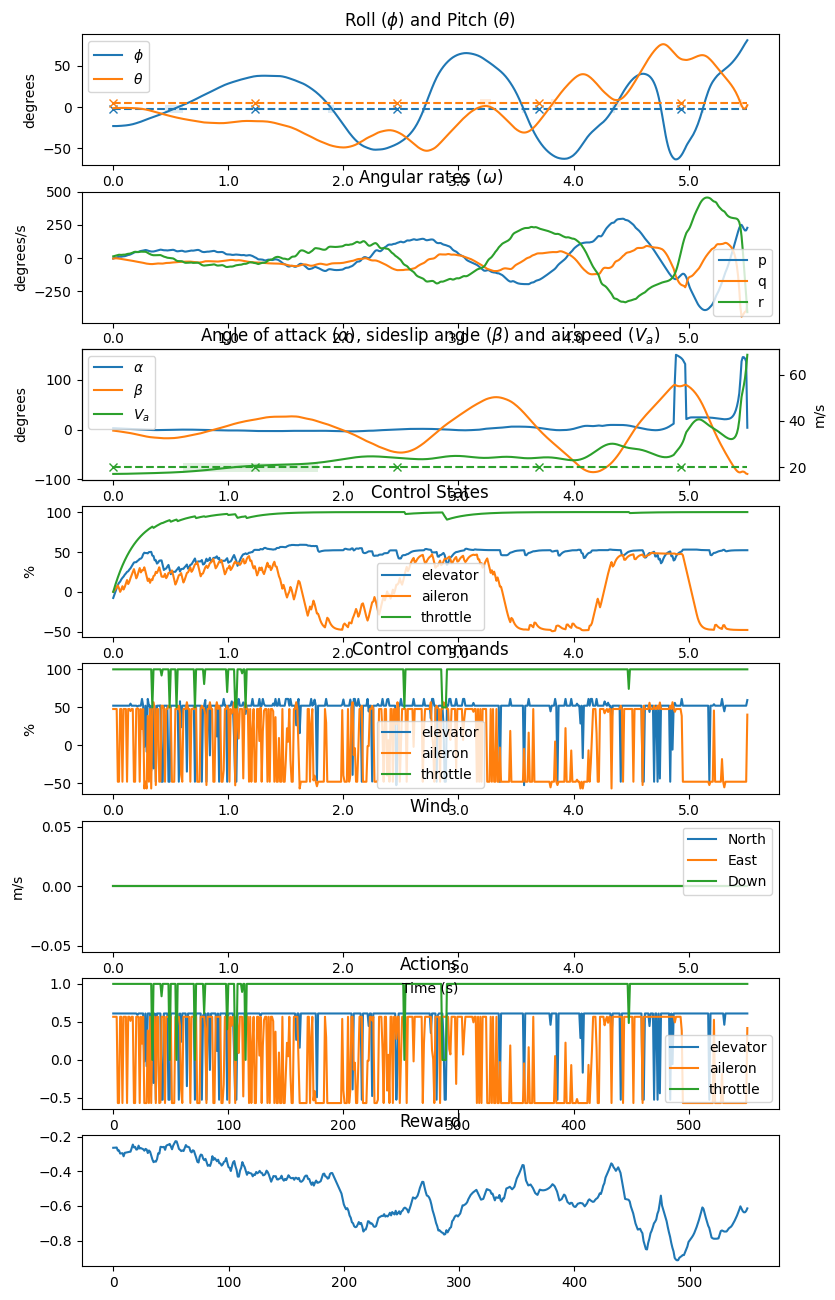 Roll (ϕ) and Pitch (θ)
50
0
−50
degrees
ϕ
θ
0.0 1.0 2.0 3.0 4.0 5.0
Angular rates (ω)
500
250
0
−250
degrees/s
p
q
r
0.0 1.0 2.0 3.0 4.0 5.0
Angle of attack (α), sideslip angle (β) and airspeed (Vₐ)
100
0
−100
degrees
α
β
Vₐ
60
40
20
m/s
0.0 1.0 2.0 3.0 4.0 5.0
Control States
100
50
0
−50
%
elevator
aileron
throttle
0.0 1.0 2.0 3.0 4.0 5.0
Control commands
100
50
0
−50
%
elevator
aileron
throttle
0.0 1.0 2.0 3.0 4.0 5.0
Wind
0.05
0.00
−0.05
m/s
North
East
Down
0.0 1.0 2.0 3.0 4.0 5.0
Actions
Time (s)
1.0
0.5
0.0
−0.5
elevator
aileron
throttle
0 100 200 300 400 500
Reward
−0.2
−0.4
−0.6
−0.8
0 100 200 300 400 500